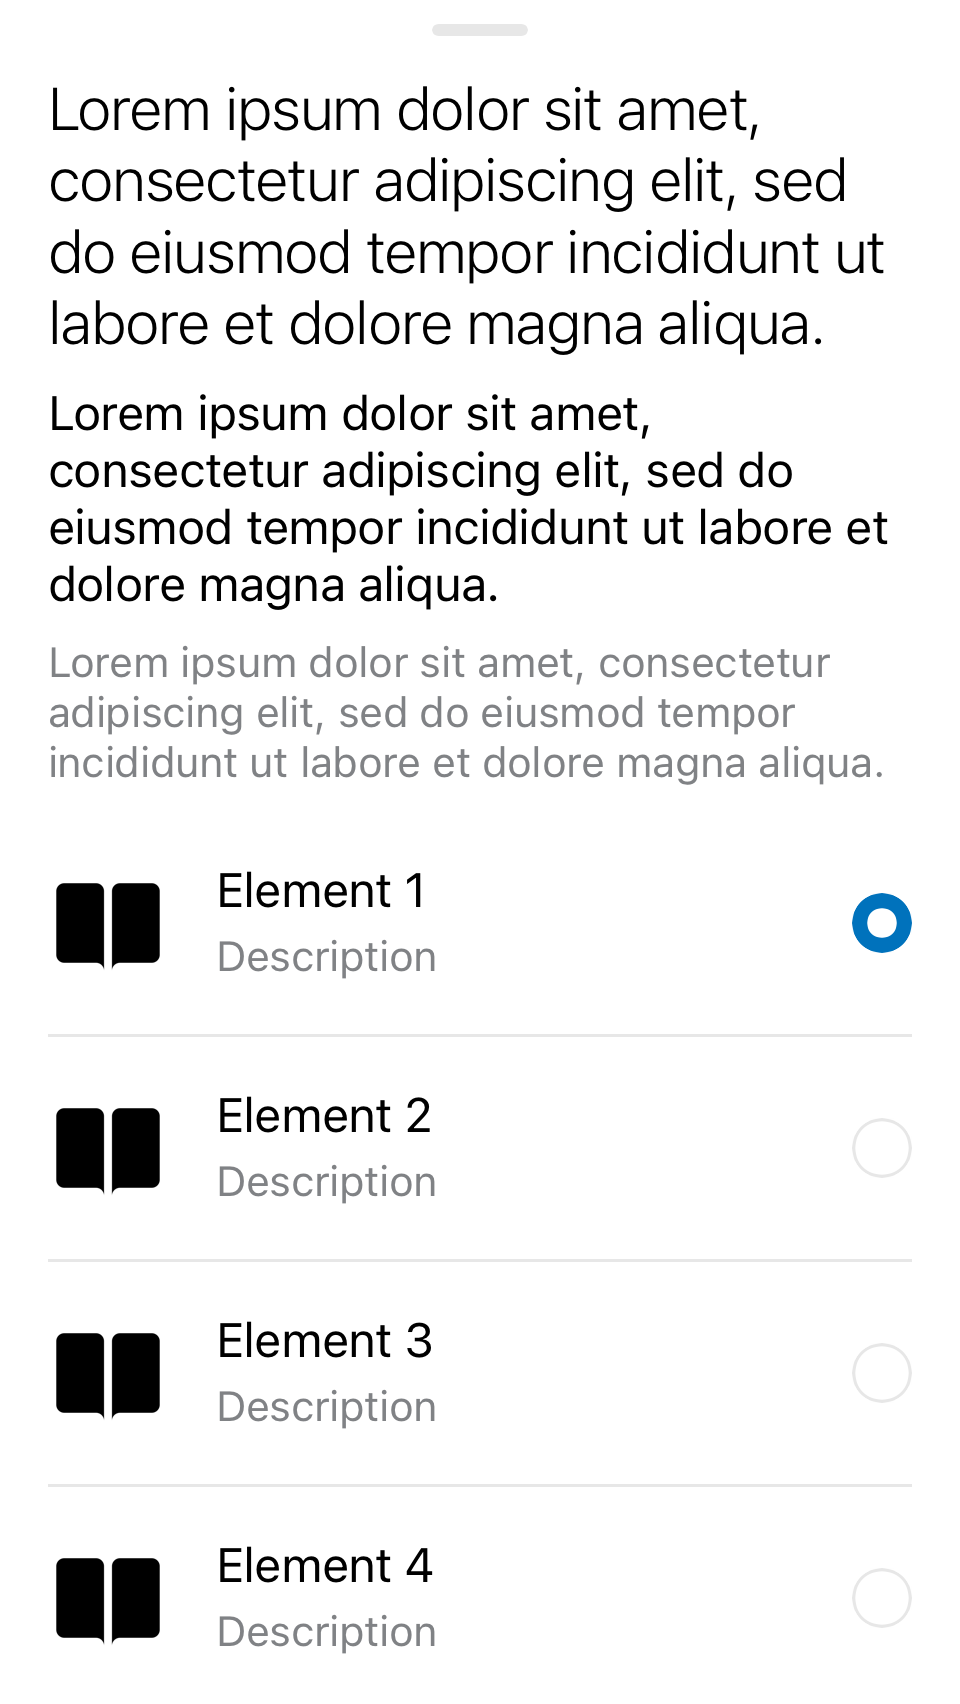 Lorem ipsum dolor sit amet,
consectetur adipiscing elit, sed
do eiusmod tempor incididunt ut
labore et dolore magna aliqua.
Lorem ipsum dolor sit amet,
consectetur adipiscing elit, sed do
eiusmod tempor incididunt ut labore et
dolore magna aliqua.
Lorem ipsum dolor sit amet, consectetur
adipiscing elit, sed do eiusmod tempor
incididunt ut labore et dolore magna aliqua.
Element 1
Description
Element 2
Description
Element 3
Description
Element 4
Description